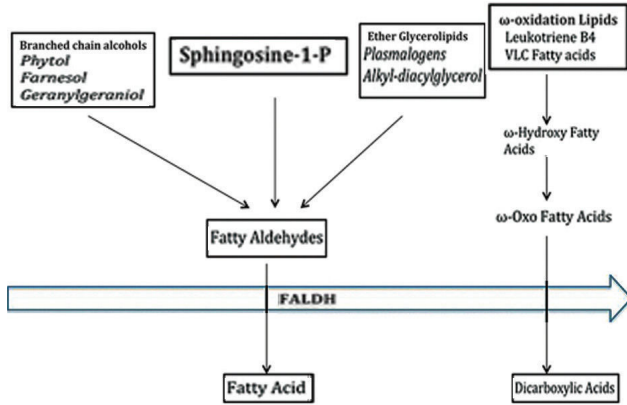 Branched chain alcohols
Phytol
Farnesol
Geranylgeraniol
Sphingosine-1-P
Ether Glycerolipids
Plasmalogens
Alkyl-diacylglycerol
ω-oxidation Lipids
Leukotriene B4
VLC Fatty acids
ω-Hydroxy Fatty
Acids
Fatty Aldehydes
ω-Oxo Fatty Acids
FALDH
Fatty Acid
Dicarboxylic Acids